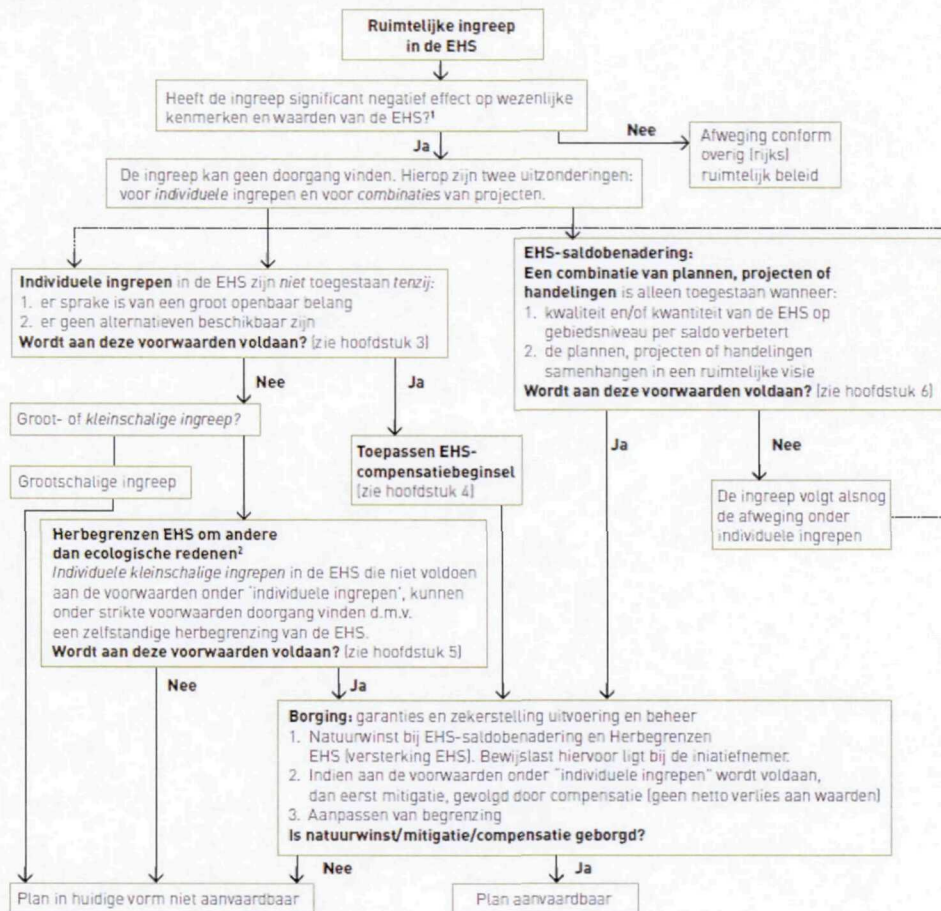 Ruimtelijke ingreep
in de EHS
Heeft de ingreep significant negatief effect op wezenlijke
kenmerken en waarden van de EHS?¹
Nee
Afweging conform
overig (rijks)
ruimtelijk beleid
Ja
De ingreep kan geen doorgang vinden. Hierop zijn twee uitzonderingen:
voor individuele ingrepen en voor combinaties van projecten.
Individuele ingrepen in de EHS zijn niet toegestaan tenzij:
1. er sprake is van een groot openbaar belang
2. er geen alternatieven beschikbaar zijn
Wordt aan deze voorwaarden voldaan? (zie hoofdstuk 3)
EHS-saldobenadering:
Een combinatie van plannen, projecten of
handelingen is alleen toegestaan wanneer:
1. kwaliteit en/of kwantiteit van de EHS op
gebiedsniveau per saldo verbetert
2. de plannen, projecten of handelingen
samenhangen in een ruimtelijke visie
Wordt aan deze voorwaarden voldaan? (zie hoofdstuk 6)
Nee
Ja
Groot- of kleinschalige ingreep?
Grootschalige ingreep
Toepassen EHS-
compensatiebeginsel
(zie hoofdstuk 4)
Ja
Nee
De ingreep volgt alsnog
de afweging onder
individuele ingrepen
Herbegrenzen EHS om andere
dan ecologische redenen²
Individuele kleinschalige ingrepen in de EHS die niet voldoen
aan de voorwaarden onder 'individuele ingrepen', kunnen
onder strikte voorwaarden doorgang vinden d.m.v.
een zelfstandige herbegrenzing van de EHS.
Wordt aan deze voorwaarden voldaan? (zie hoofdstuk 5)
Nee
Ja
Borging: garanties en zekerstelling uitvoering en beheer
1. Natuurwinst bij EHS-saldobenadering en Herbegrenzen
EHS (versterking EHS). Bewijslast hiervoor ligt bij de iniatiefnemer.
2. Indien aan de voorwaarden onder "individuele ingrepen" wordt voldaan,
dan eerst mitigatie, gevolgd door compensatie (geen netto verlies aan waarden)
3. Aanpassen van begrenzing
Is natuurwinst/mitigatie/compensatie geborgd?
Nee
Ja
Plan in huidige vorm niet aanvaardbaar
Plan aanvaardbaar